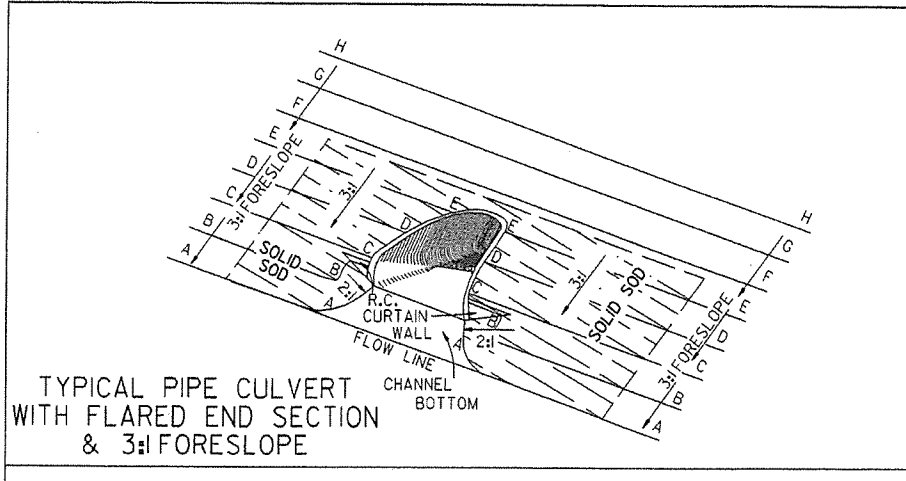 H
G
F
E
D
C
B
A
3:1 FORESLOPE
3:1
SOLID
SOD
2:1
A
B
C
D
E
E
D
C
B
A
R.C.
CURTAIN
WALL
2:1
FLOW LINE
CHANNEL
BOTTOM
3:1
SOLID SOD
3:1 FORESLOPE
H
G
F
E
D
C
B
A
TYPICAL PIPE CULVERT
WITH FLARED END SECTION
& 3:1 FORESLOPE